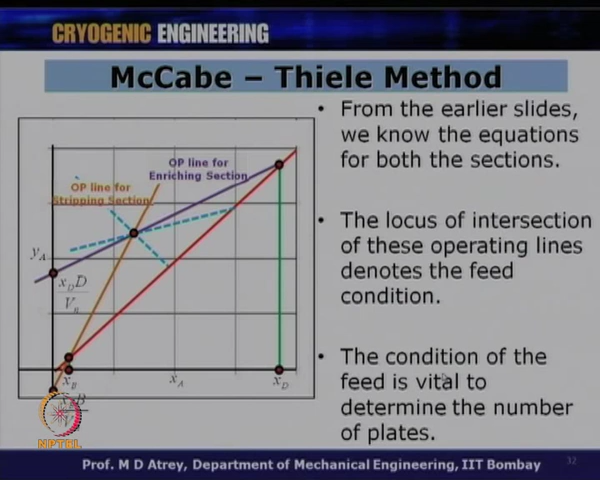 CRYOGENIC ENGINEERING
McCabe – Thiele Method
OP line for
Enriching Section
OP line for
Stripping Section
y_A
x_D D
V_n
x_B
x_A
x_D
• From the earlier slides,
we know the equations
for both the sections.
• The locus of intersection
of these operating lines
denotes the feed
condition.
• The condition of the
feed is vital to
determine the number
of plates.
NPTEL
Prof. M D Atrey, Department of Mechanical Engineering, IIT Bombay
32